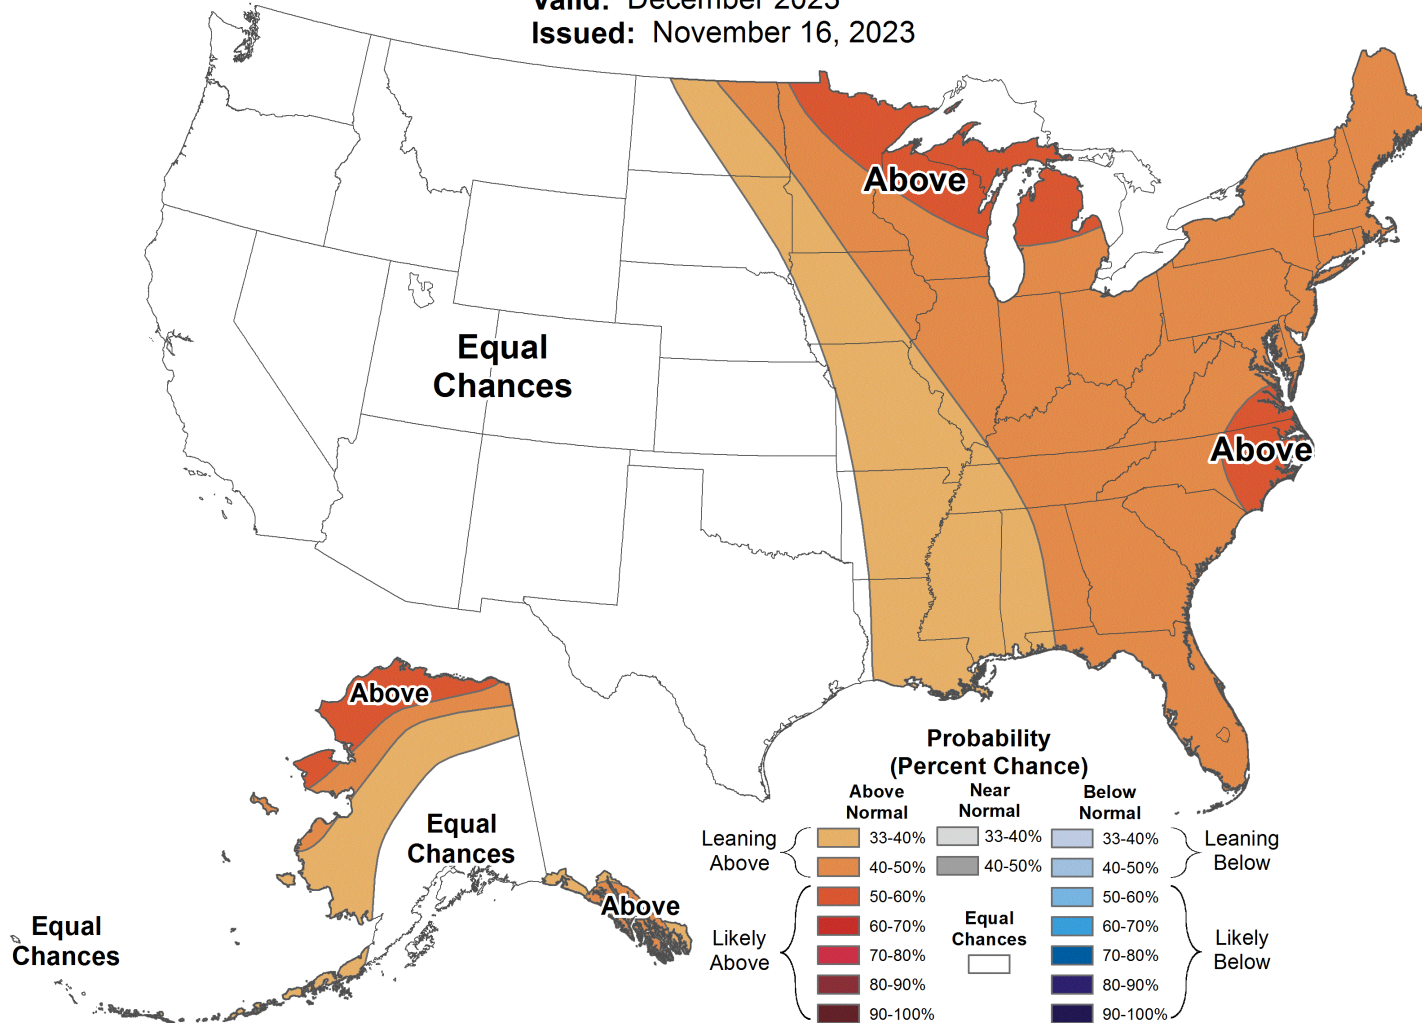 Valid: December 2023
Issued: November 16, 2023
Above
Equal
Chances
Above
Above
Equal
Chances
Above
Equal
Chances
Probability
(Percent Chance)
Above
Normal
Near
Normal
Below
Normal
Leaning
Above
33-40%
40-50%
50-60%
60-70%
70-80%
80-90%
90-100%
Likely
Above
33-40%
40-50%
Equal
Chances
33-40%
40-50%
50-60%
60-70%
70-80%
80-90%
90-100%
Leaning
Below
Likely
Below